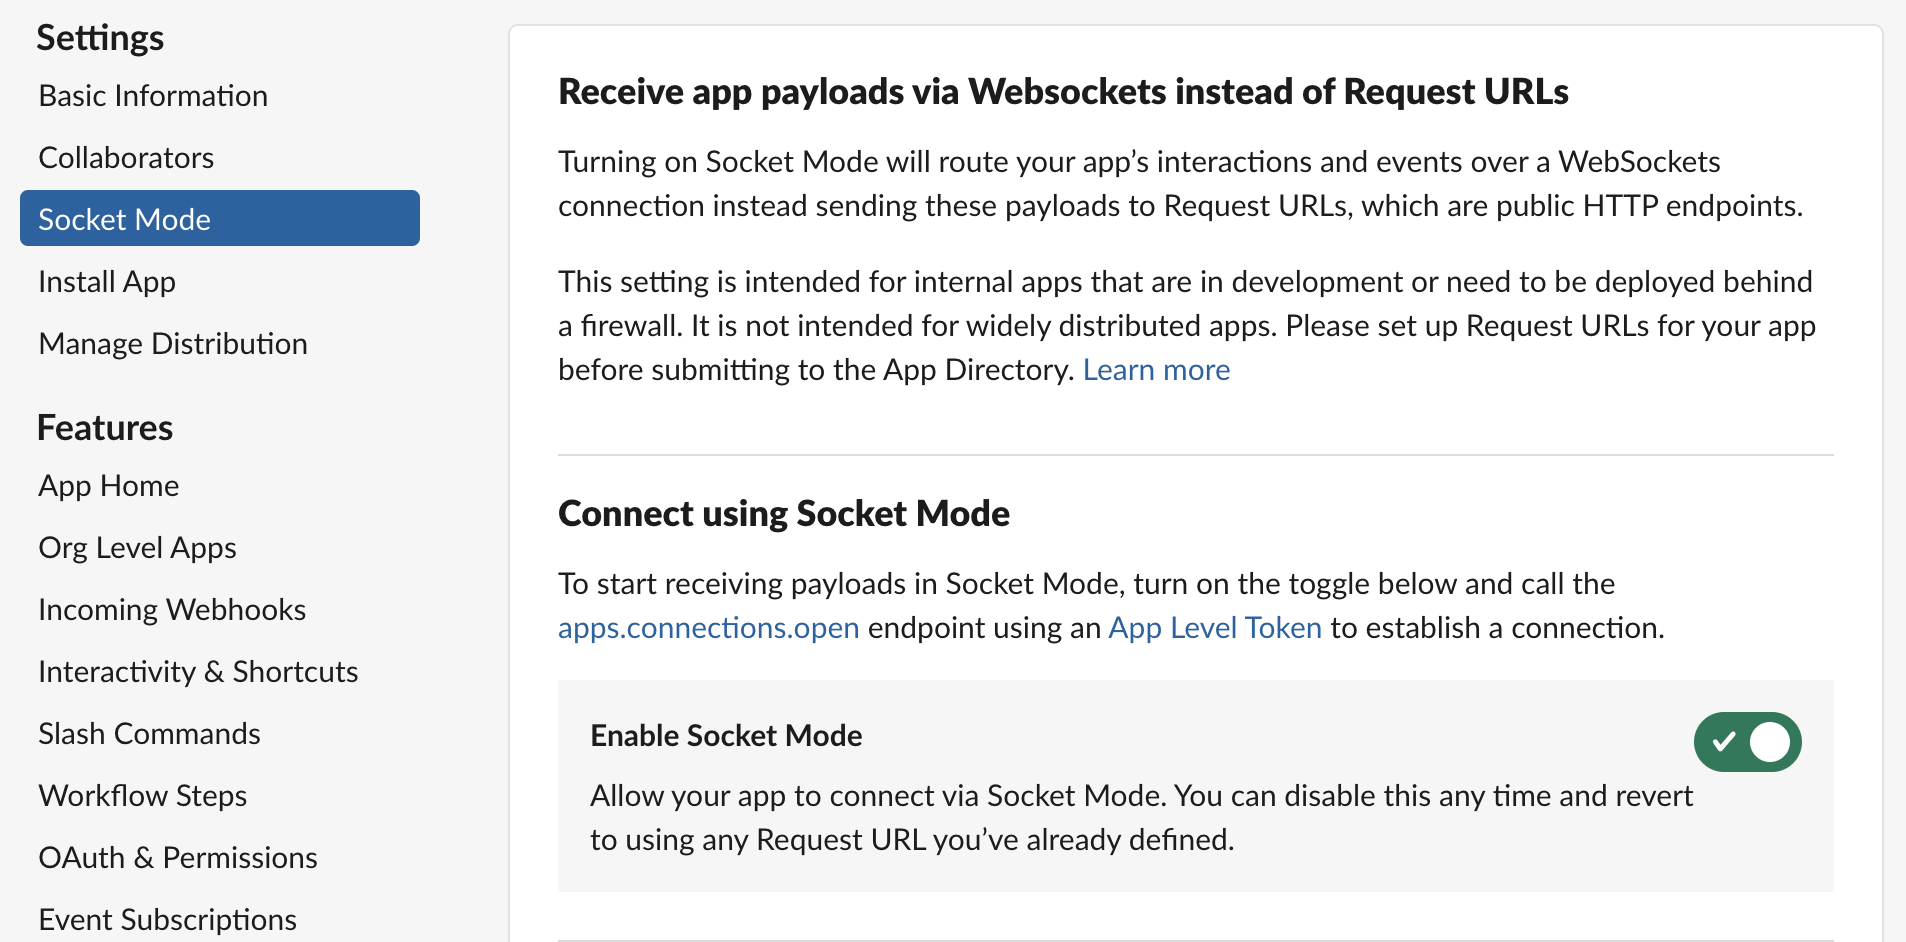 Settings
Basic Information
Collaborators
Socket Mode
Install App
Manage Distribution
Features
App Home
Org Level Apps
Incoming Webhooks
Interactivity & Shortcuts
Slash Commands
Workflow Steps
OAuth & Permissions
Event Subscriptions
Receive app payloads via Websockets instead of Request URLs
Turning on Socket Mode will route your app’s interactions and events over a WebSockets
connection instead sending these payloads to Request URLs, which are public HTTP endpoints.
This setting is intended for internal apps that are in development or need to be deployed behind
a firewall. It is not intended for widely distributed apps. Please set up Request URLs for your app
before submitting to the App Directory. Learn more
Connect using Socket Mode
To start receiving payloads in Socket Mode, turn on the toggle below and call the
apps.connections.open endpoint using an App Level Token to establish a connection.
Enable Socket Mode
Allow your app to connect via Socket Mode. You can disable this any time and revert
to using any Request URL you’ve already defined.